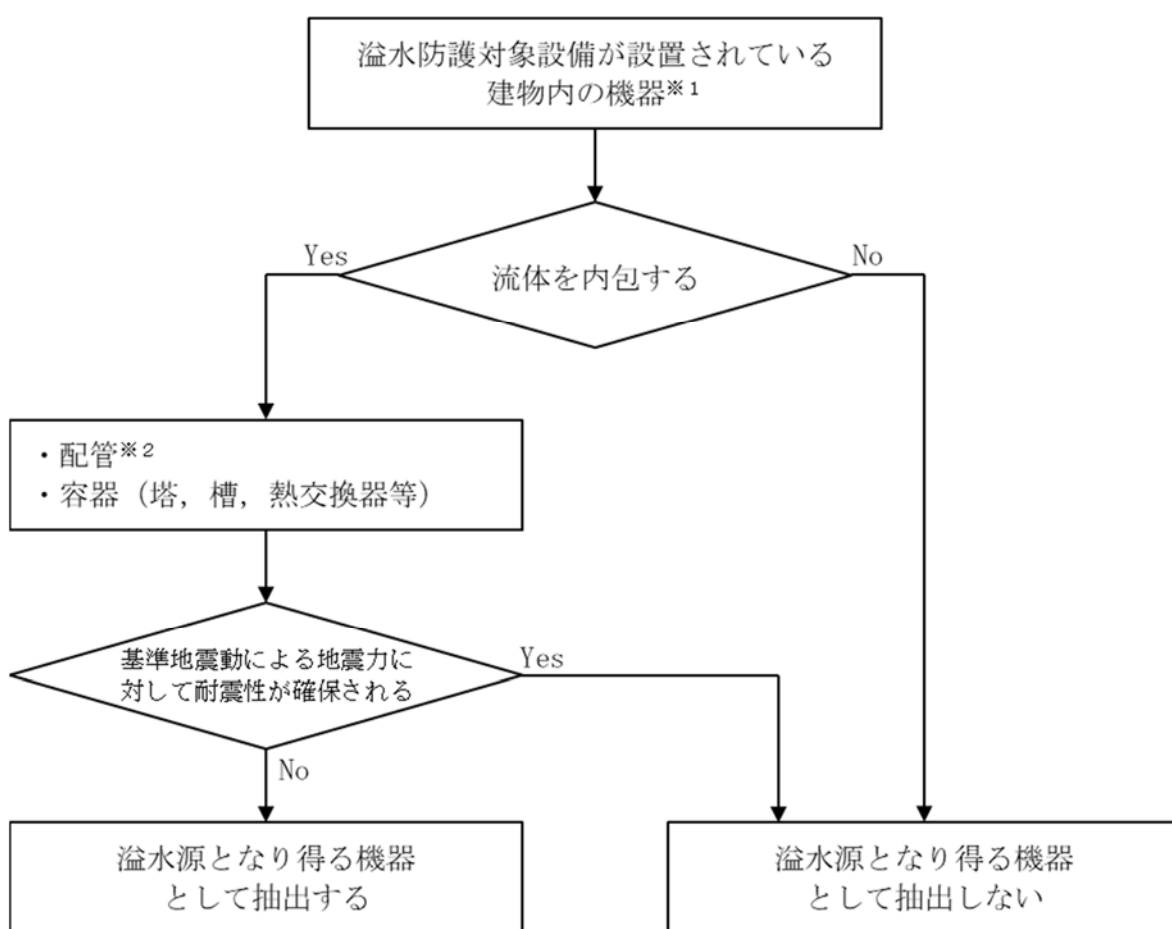 溢水防護対象設備が設置されている
建物内の機器※1
Yes
No
流体を内包する
・配管※2
・容器（塔，槽，熱交換器等）
基準地震動による地震力に
対して耐震性が確保される
Yes
No
溢水源となり得る機器
として抽出する
溢水源となり得る機器
として抽出しない